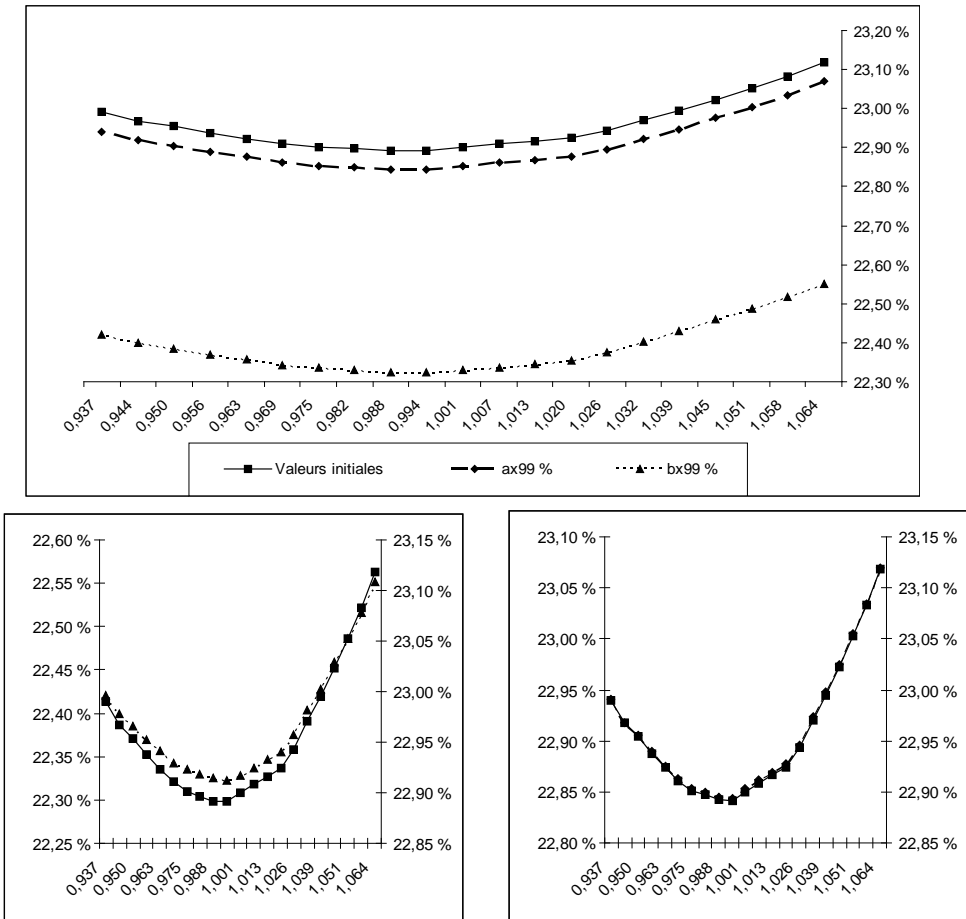 23,20 %
23,10 %
23,00 %
22,90 %
22,80 %
22,70 %
22,60 %
22,50 %
22,40 %
22,30 %
0,937 0,944 0,950 0,956 0,963 0,969 0,975 0,982 0,988 0,994 1,001 1,007 1,013 1,020 1,026 1,032 1,039 1,045 1,051 1,058 1,064
Valeurs initiales ax99 % bx99 %
22,60 % 23,15 %
22,55 % 23,10 %
22,50 % 23,05 %
22,45 % 23,00 %
22,40 % 22,95 %
22,35 % 22,90 %
22,30 % 22,85 %
22,25 %
0,937 0,950 0,963 0,975 0,988 1,001 1,013 1,026 1,039 1,051 1,064
23,10 % 23,15 %
23,05 % 23,10 %
23,00 % 23,05 %
22,95 % 23,00 %
22,90 % 22,95 %
22,85 % 22,90 %
22,80 % 22,85 %
0,937 0,950 0,963 0,975 0,988 1,001 1,013 1,026 1,039 1,051 1,064